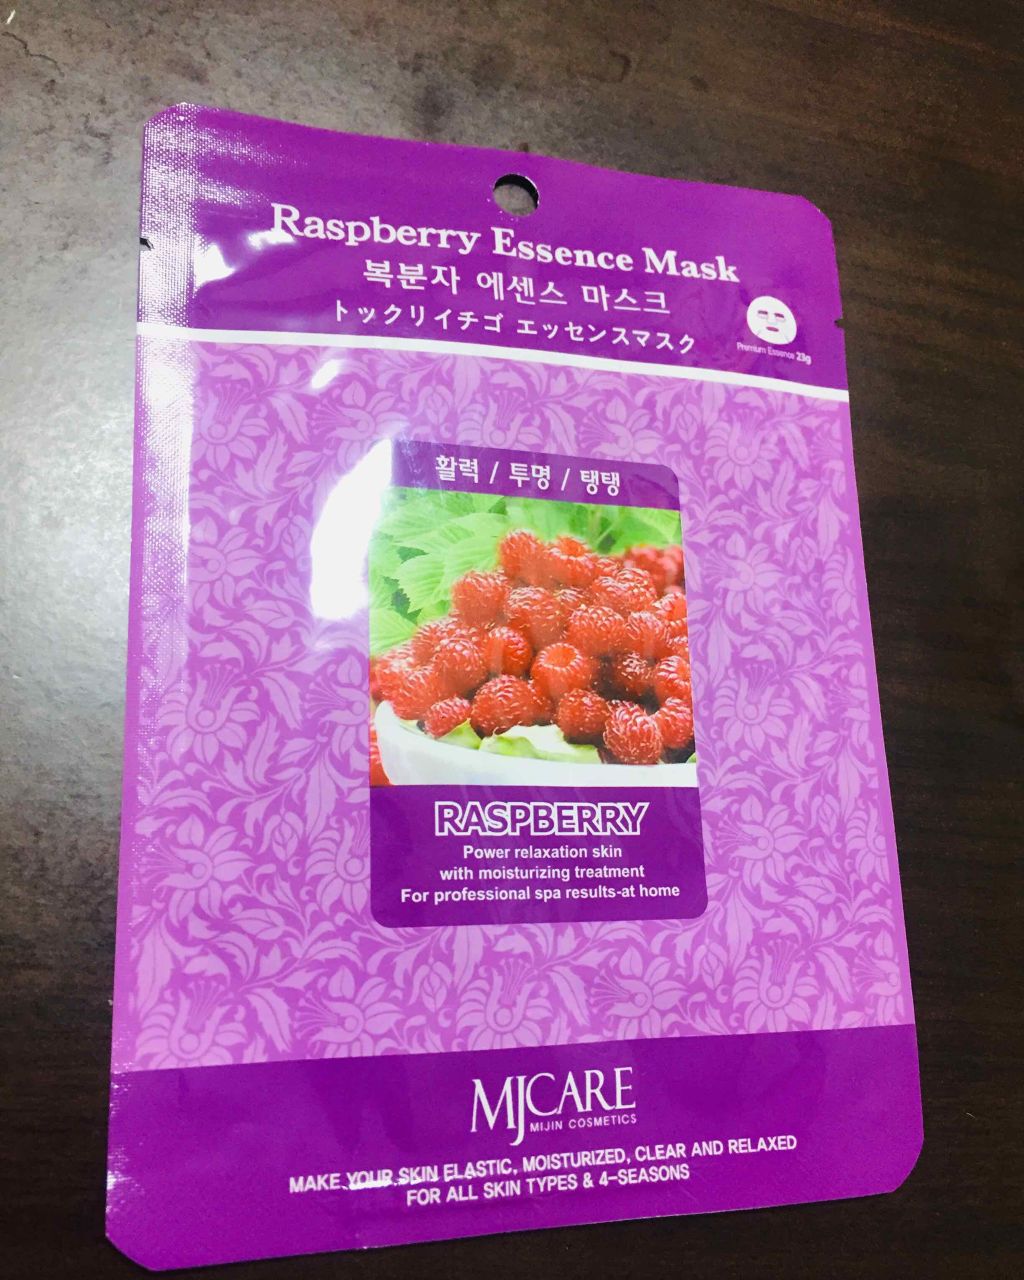 Raspberry Essence Mask
복분자 에센스 마스크
トックリイチゴ エッセンスマスク
Premium Essence 23g
활력 / 투명 / 탱탱
RASPBERRY
Power relaxation skin
with moisturizing treatment
For professional spa results-at home
MJCARE
MIJIN COSMETICS
MAKE YOUR SKIN ELASTIC, MOISTURIZED, CLEAR AND RELAXED
FOR ALL SKIN TYPES & 4-SEASONS